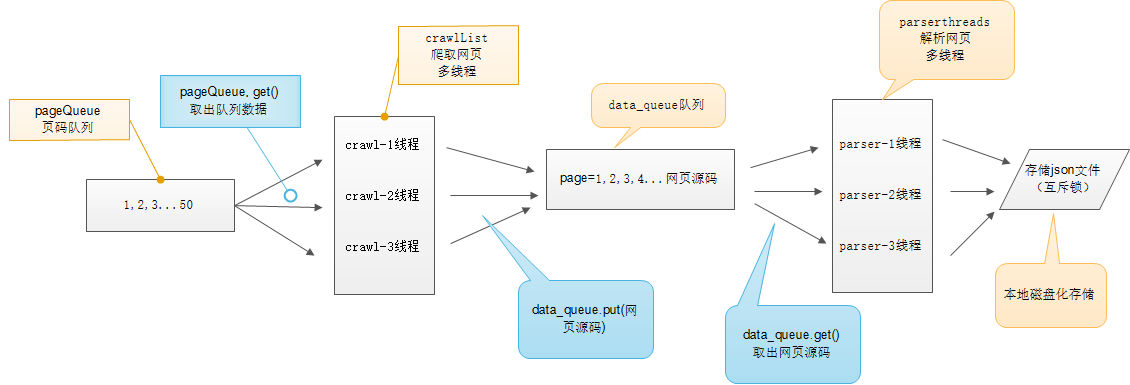 pageQueue
页码队列
1,2,3...50
pageQueue, get()
取出队列数据
crawlList
爬取网页
多线程
crawl-1线程
crawl-2线程
crawl-3线程
data_queue.put(网
页源码)
data_queue队列
page=1,2,3,4...网页源码
data_queue.get()
取出网页源码
parserthreads
解析网页
多线程
parser-1线程
parser-2线程
parser-3线程
存储json文件
（互斥锁）
本地磁盘化存储